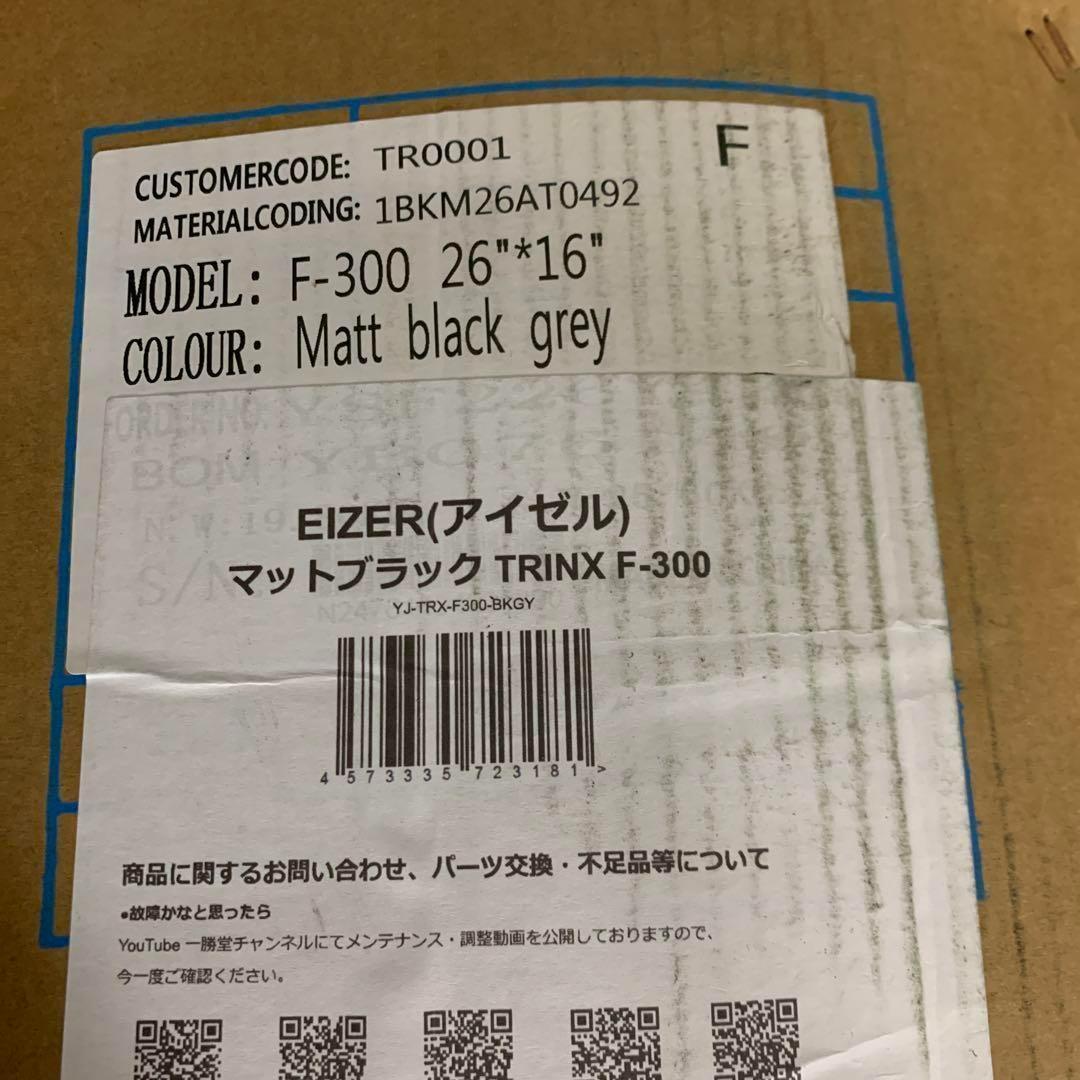 F
CUSTOMERCODE: TR0001
MATERIALCODING: 1BKM26AT0492
MODEL: F-300 26"*16"
COLOUR: Matt black grey
ORDER NO:
BOM:
N. W: 19.
S/N
EIZER(アイゼル)
マットブラック TRINX F-300
YJ-TRX-F300-BKGY
4 573335 723181 >
商品に関するお問い合わせ、パーツ交換・不足品等について
●故障かなと思ったら
YouTube 一勝堂チャンネルにてメンテナンス・調整動画を公開しておりますので、
今一度ご確認ください。